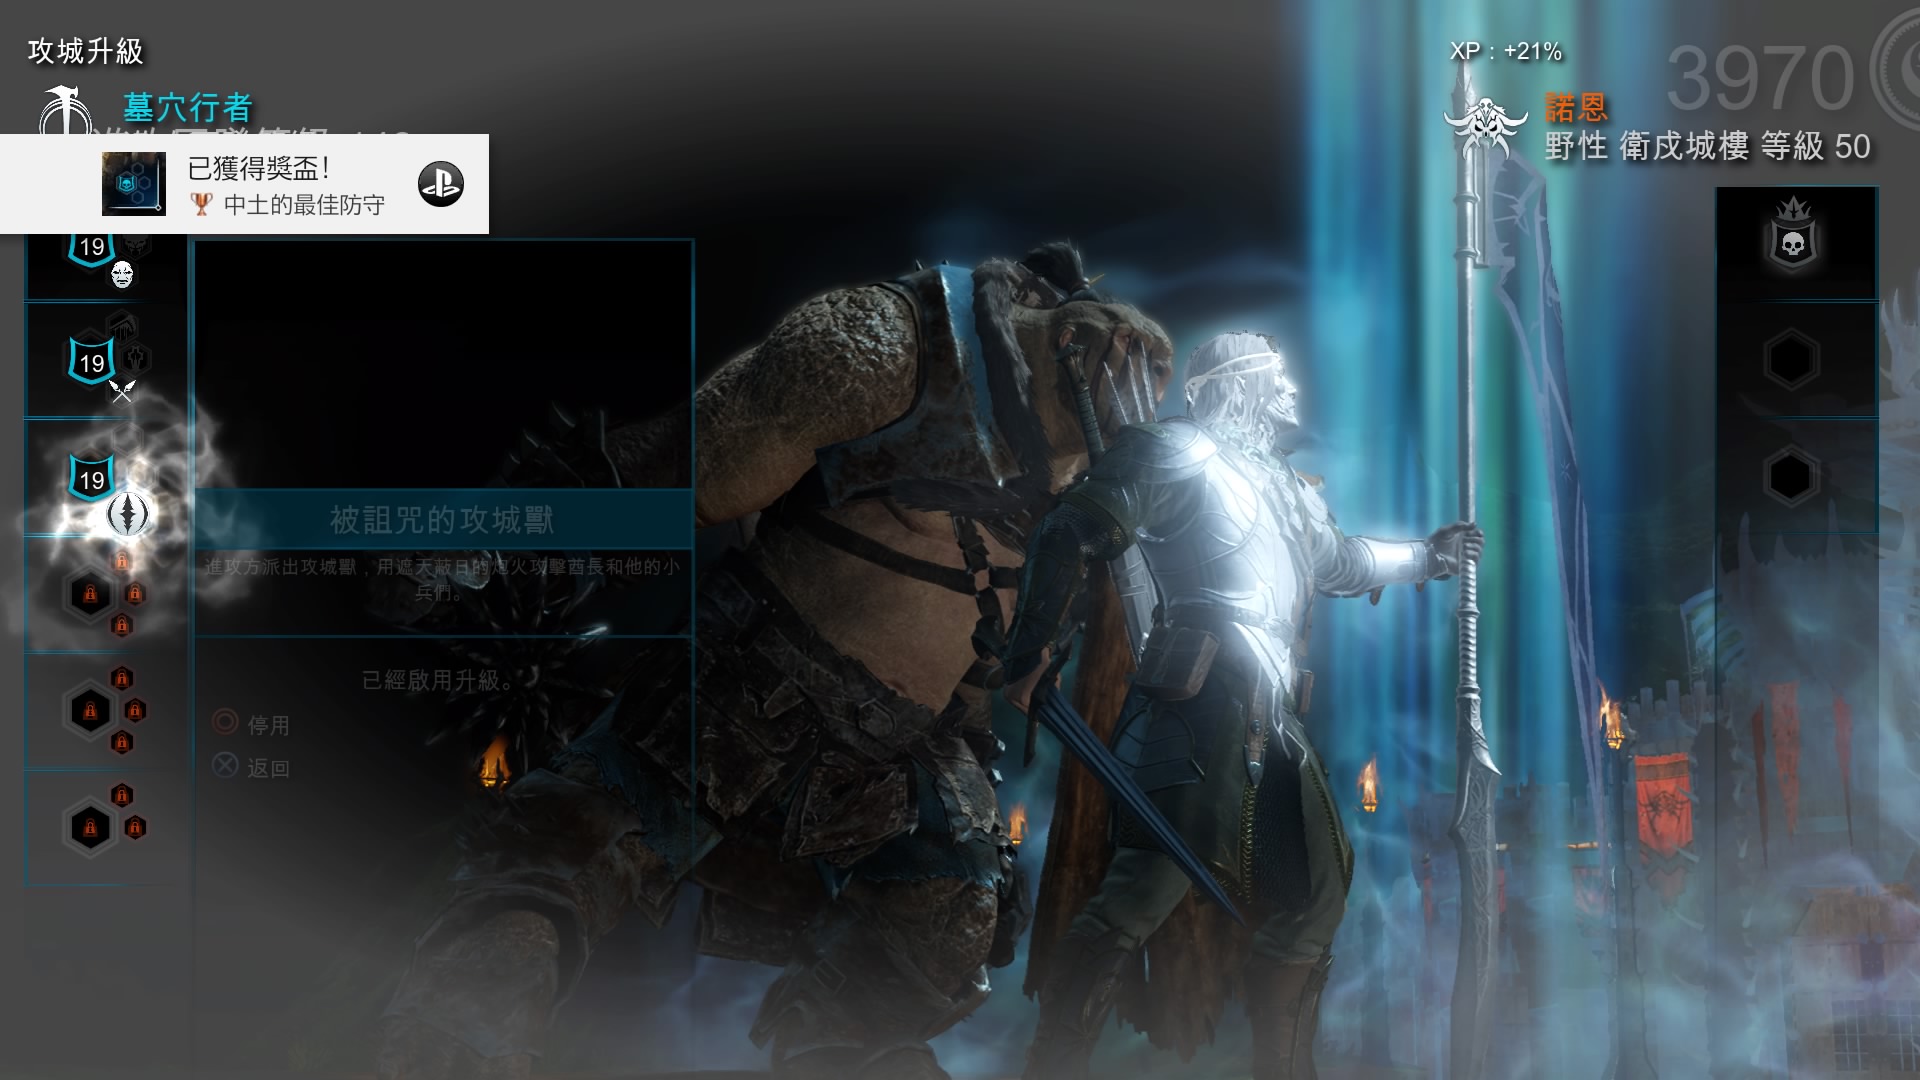 攻城升級
墓穴行者
已獲得獎盃!
中土的最佳防守
19
19
19
被詛咒的攻城獸
進攻方派出攻城獸，用遮天蔽日的炮火攻擊酋長和他的小
兵們。
已經啟用升級。
停用
返回
XP : +21%
3970
諾恩
野性 衛戍城樓 等級 50